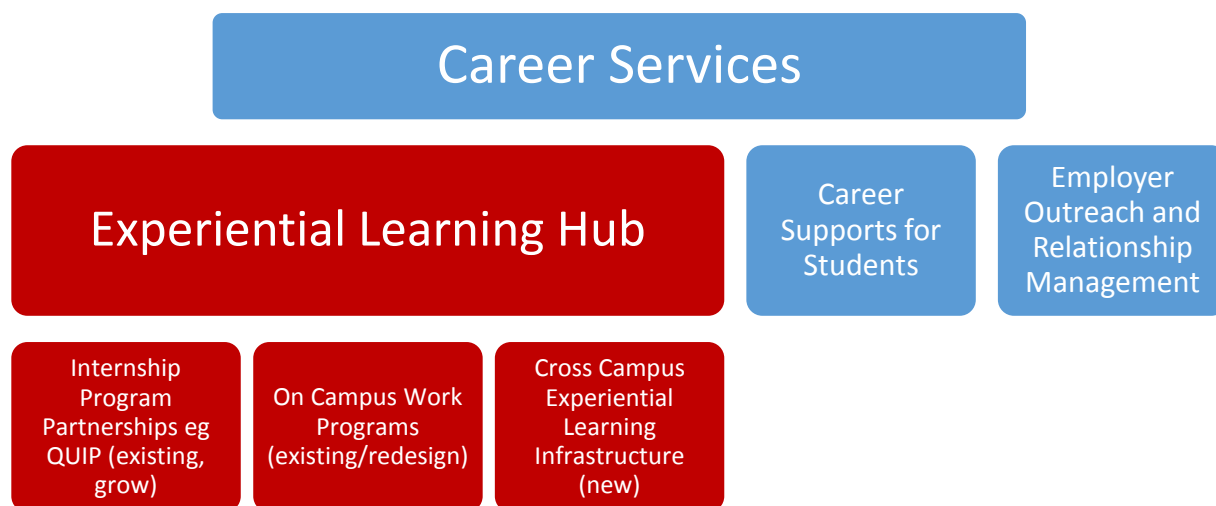 Career Services
Experiential Learning Hub
Career
Supports for
Students
Employer
Outreach and
Relationship
Management
Internship
Program
Partnerships eg
QUIP (existing,
grow)
On Campus Work
Programs
(existing/redesign)
Cross Campus
Experiential
Learning
Infrastructure
(new)